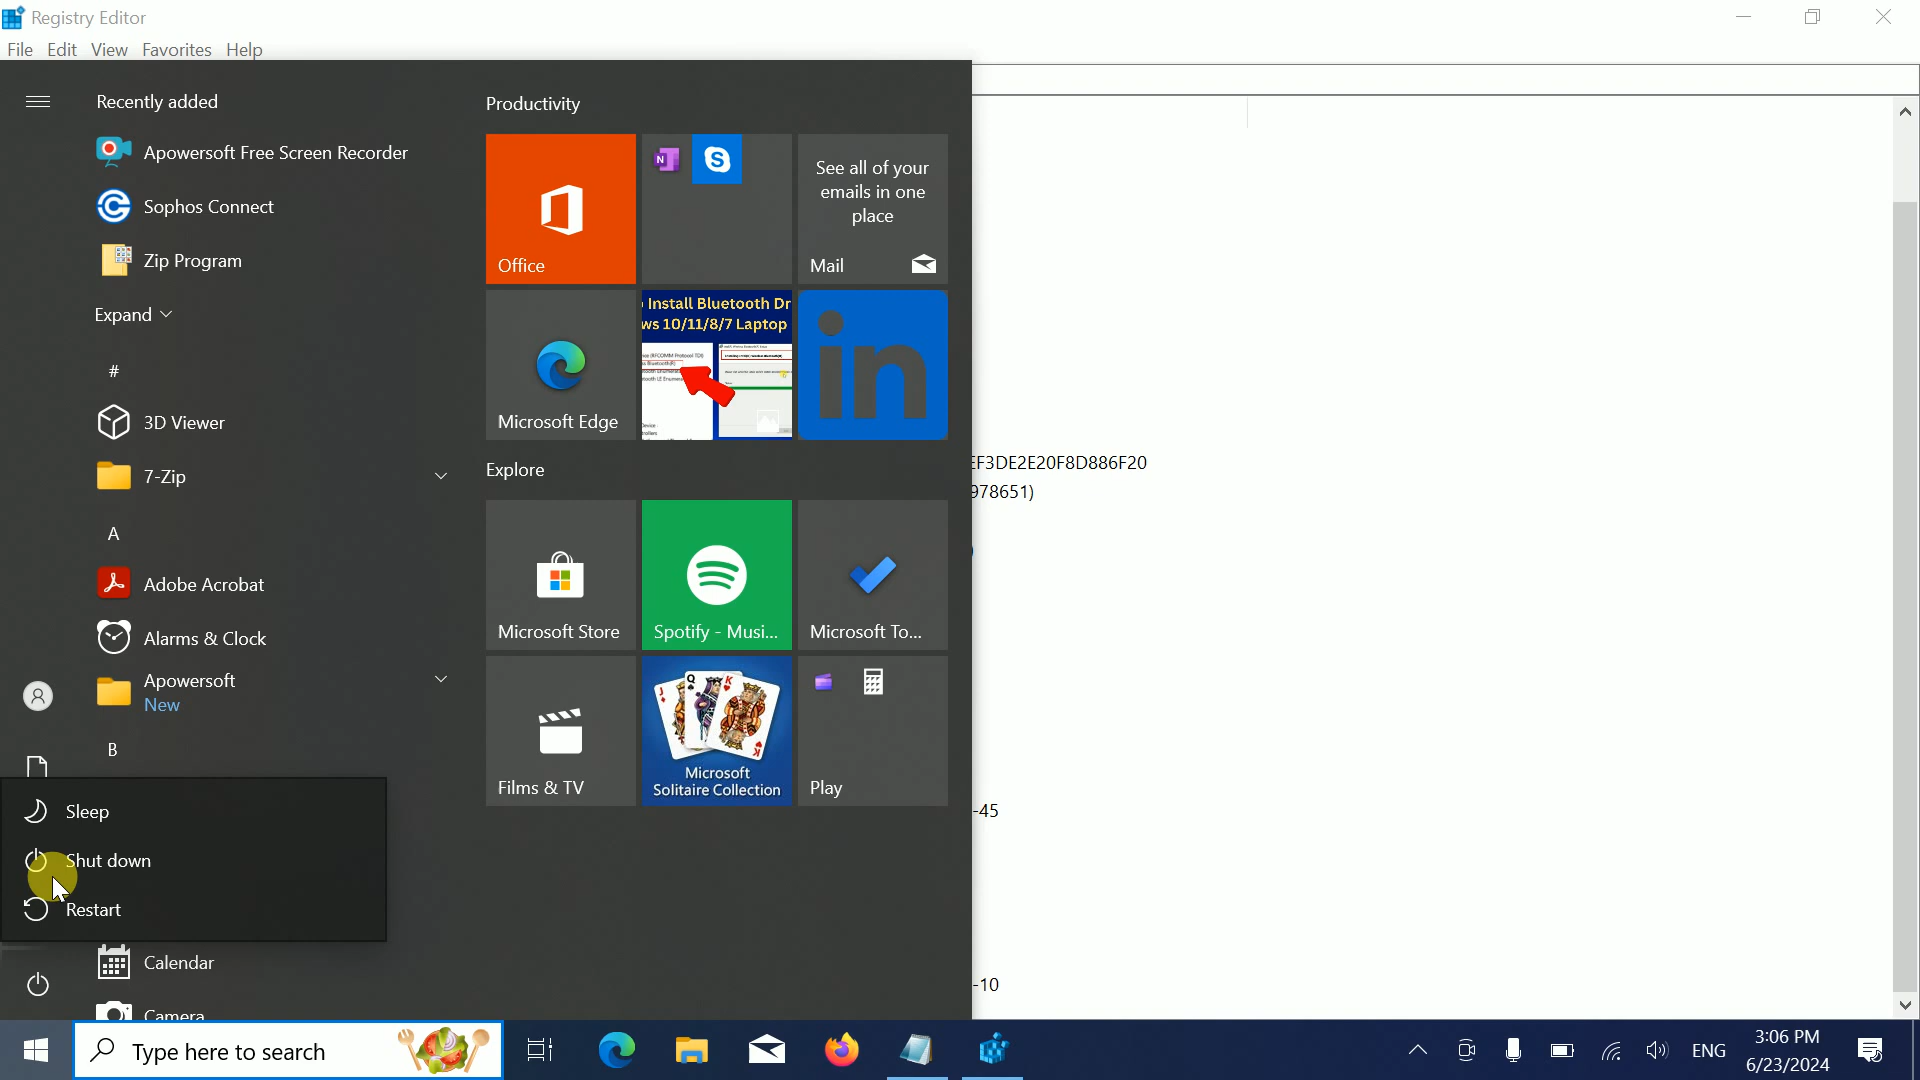 Registry Editor
File Edit View Favorites Help
Recently added
Apowersoft Free Screen Recorder
Sophos Connect
Zip Program
Expand
#
3D Viewer
7-Zip
A
Adobe Acrobat
Alarms & Clock
Apowersoft
New
B
Sleep
Shut down
Restart
Calendar
Camera
Productivity
Office
N
S
See all of your
emails in one
place
Mail
Microsoft Edge
Install Bluetooth Dr
ws 10/11/8/7 Laptop
in
Explore
Microsoft Store
Spotify - Musi...
Microsoft To...
Films & TV
J Q K
Microsoft
Solitaire Collection
Play
EF3DE2E20F8D886F20
978651)
-45
-10
Type here to search
ENG
3:06 PM
6/23/2024